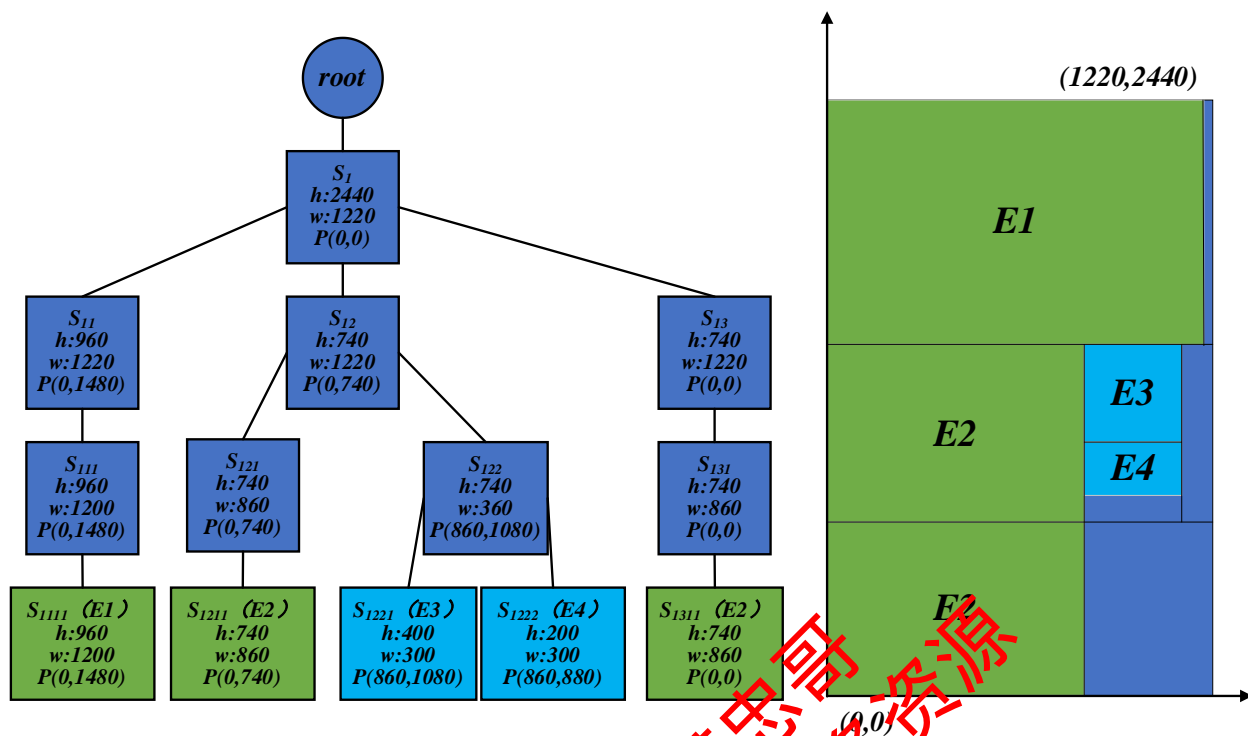 root
S1
h:2440
w:1220
P(0,0)
S11
h:960
w:1220
P(0,1480)
S12
h:740
w:1220
P(0,740)
S13
h:740
w:1220
P(0,0)
S111
h:960
w:1200
P(0,1480)
S121
h:740
w:860
P(0,740)
S122
h:740
w:360
P(860,1080)
S131
h:740
w:860
P(0,0)
S1111（E1）
h:960
w:1200
P(0,1480)
S1211（E2）
h:740
w:860
P(0,740)
S1221（E3）
h:400
w:300
P(860,1080)
S1222（E4）
h:200
w:300
P(860,880)
S1311（E2）
h:740
w:860
P(0,0)
(1220,2440)
E1
E2
E3
E4
E2
(0,0)
忠哥
资源